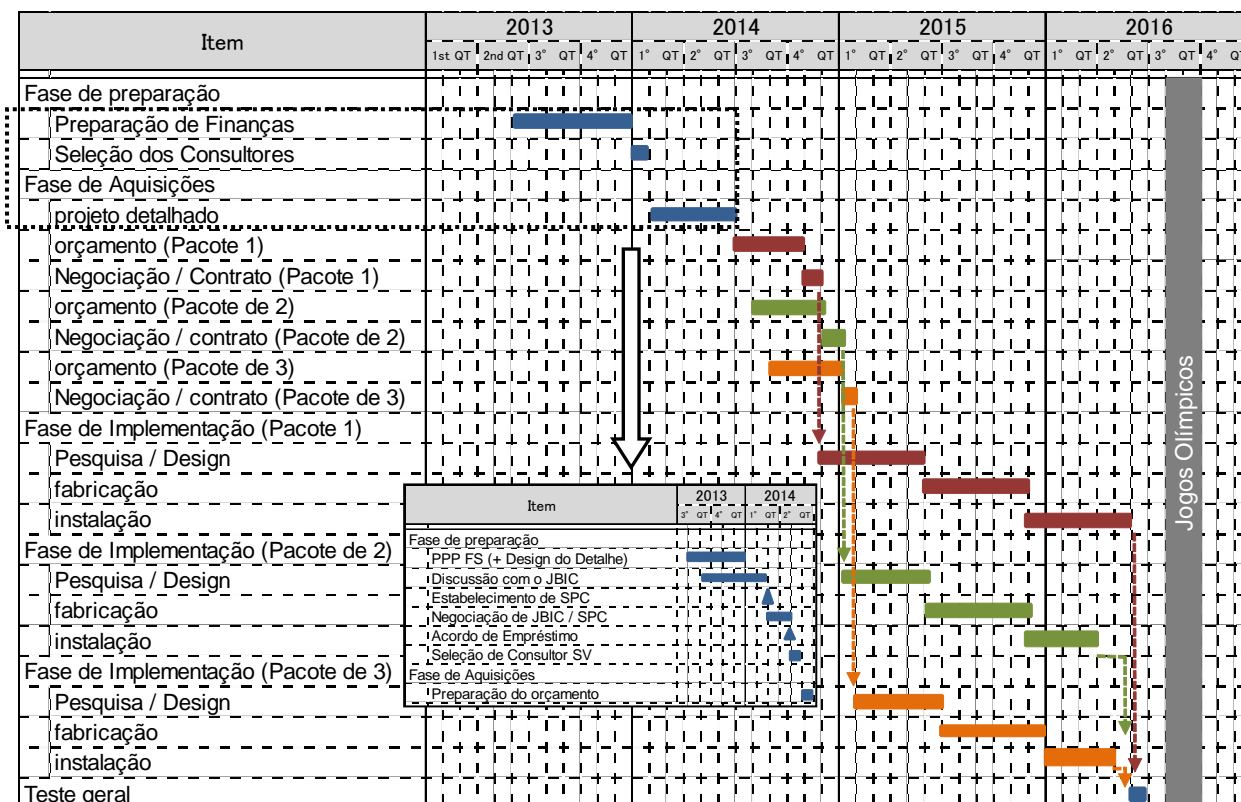 Item
2013 2014 2015 2016
1st QT 2nd QT 3° QT 4° QT 1° QT 2° QT 3° QT 4° QT 1° QT 2° QT 3° QT 4° QT 1° QT 2° QT 3° QT 4° QT
Fase de preparação
Preparação de Finanças
Seleção dos Consultores
Fase de Aquisições
projeto detalhado
orçamento (Pacote 1)
Negociação / Contrato (Pacote 1)
orçamento (Pacote de 2)
Negociação / contrato (Pacote de 2)
orçamento (Pacote de 3)
Negociação / contrato (Pacote de 3)
Fase de Implementação (Pacote 1)
Pesquisa / Design
fabricação
instalação
Fase de Implementação (Pacote de 2)
Pesquisa / Design
fabricação
instalação
Fase de Implementação (Pacote de 3)
Pesquisa / Design
fabricação
instalação
Teste geral
Jogos Olímpicos
Item
2013 2014
3° QT 4° QT 1° QT 2° QT
Fase de preparação
PPP FS (+ Design do Detalhe)
Discussão com o JBIC
Estabelecimento de SPC
Negociação de JBIC / SPC
Acordo de Empréstimo
Seleção de Consultor SV
Fase de Aquisições
Preparação do orçamento